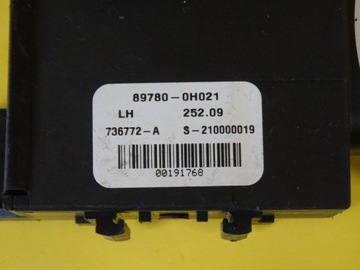 89780-0H021
LH 252.09
736772-A S-210000019
00191768